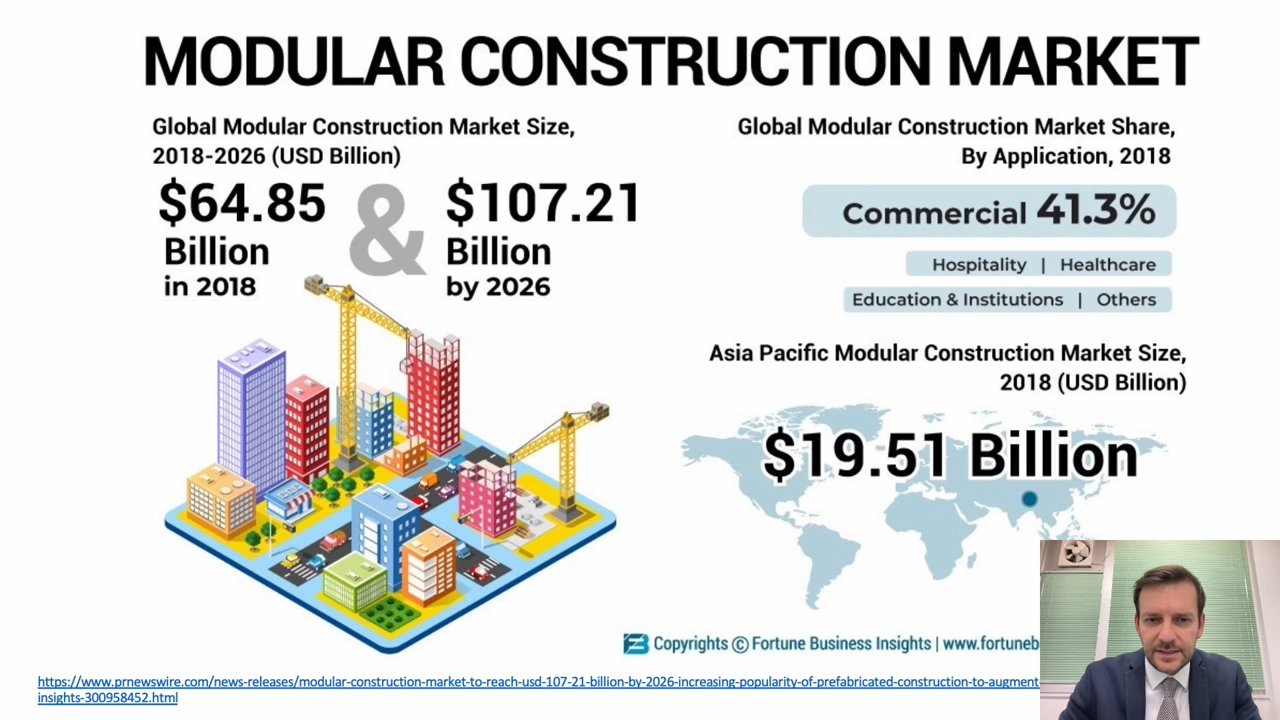 MODULAR CONSTRUCTION MARKET
Global Modular Construction Market Size,
2018-2026 (USD Billion)
$64.85
Billion
in 2018
&
$107.21
Billion
by 2026
Global Modular Construction Market Share,
By Application, 2018
Commercial 41.3%
Hospitality | Healthcare
Education & Institutions | Others
Asia Pacific Modular Construction Market Size,
2018 (USD Billion)
$19.51 Billion
Copyrights © Fortune Business Insights | www.fortuneb
https://www.prnewswire.com/news-releases/modular-construction-market-to-reach-usd-107-21-billion-by-2026-increasing-popularity-of-prefabricated-construction-to-augment-
insights-300958452.html